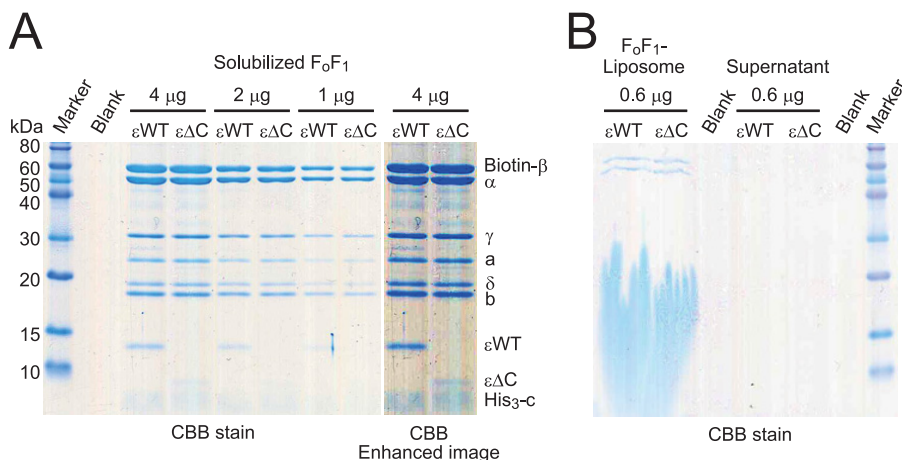 A
Solubilized FoF1
4 μg 2 μg 1 μg 4 μg
Marker
Blank
kDa
εWT εΔC εWT εΔC εWT εΔC εWT εΔC
80
60
50
40
30
20
15
10
Biotin-β
α
γ
a
δ
b
εWT
εΔC
His3-c
CBB stain
CBB
Enhanced image
B
FoF1-
Liposome
Supernatant
0.6 μg 0.6 μg
εWT εΔC
Blank
εWT εΔC
Blank
Marker
CBB stain